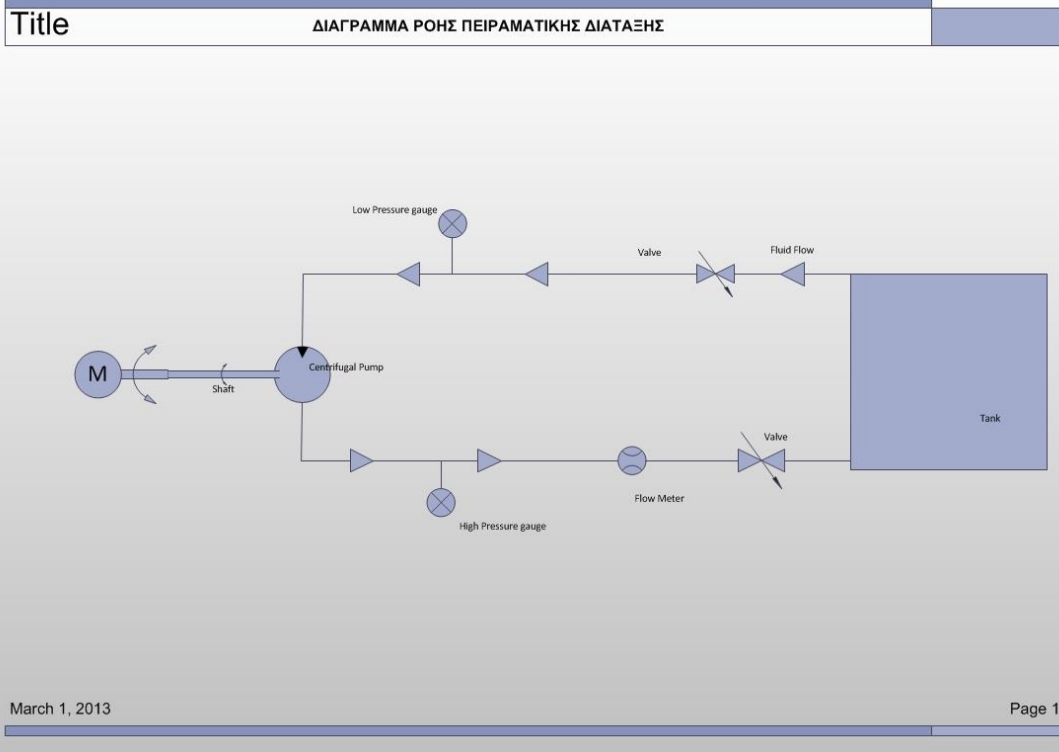 Title
ΔΙΑΓΡΑΜΜΑ ΡΟΗΣ ΠΕΙΡΑΜΑΤΙΚΗΣ ΔΙΑΤΑΞΗΣ
Low Pressure gauge
Valve
Fluid Flow
M
Shaft
Centrifugal Pump
Tank
Valve
Flow Meter
High Pressure gauge
March 1, 2013
Page 1